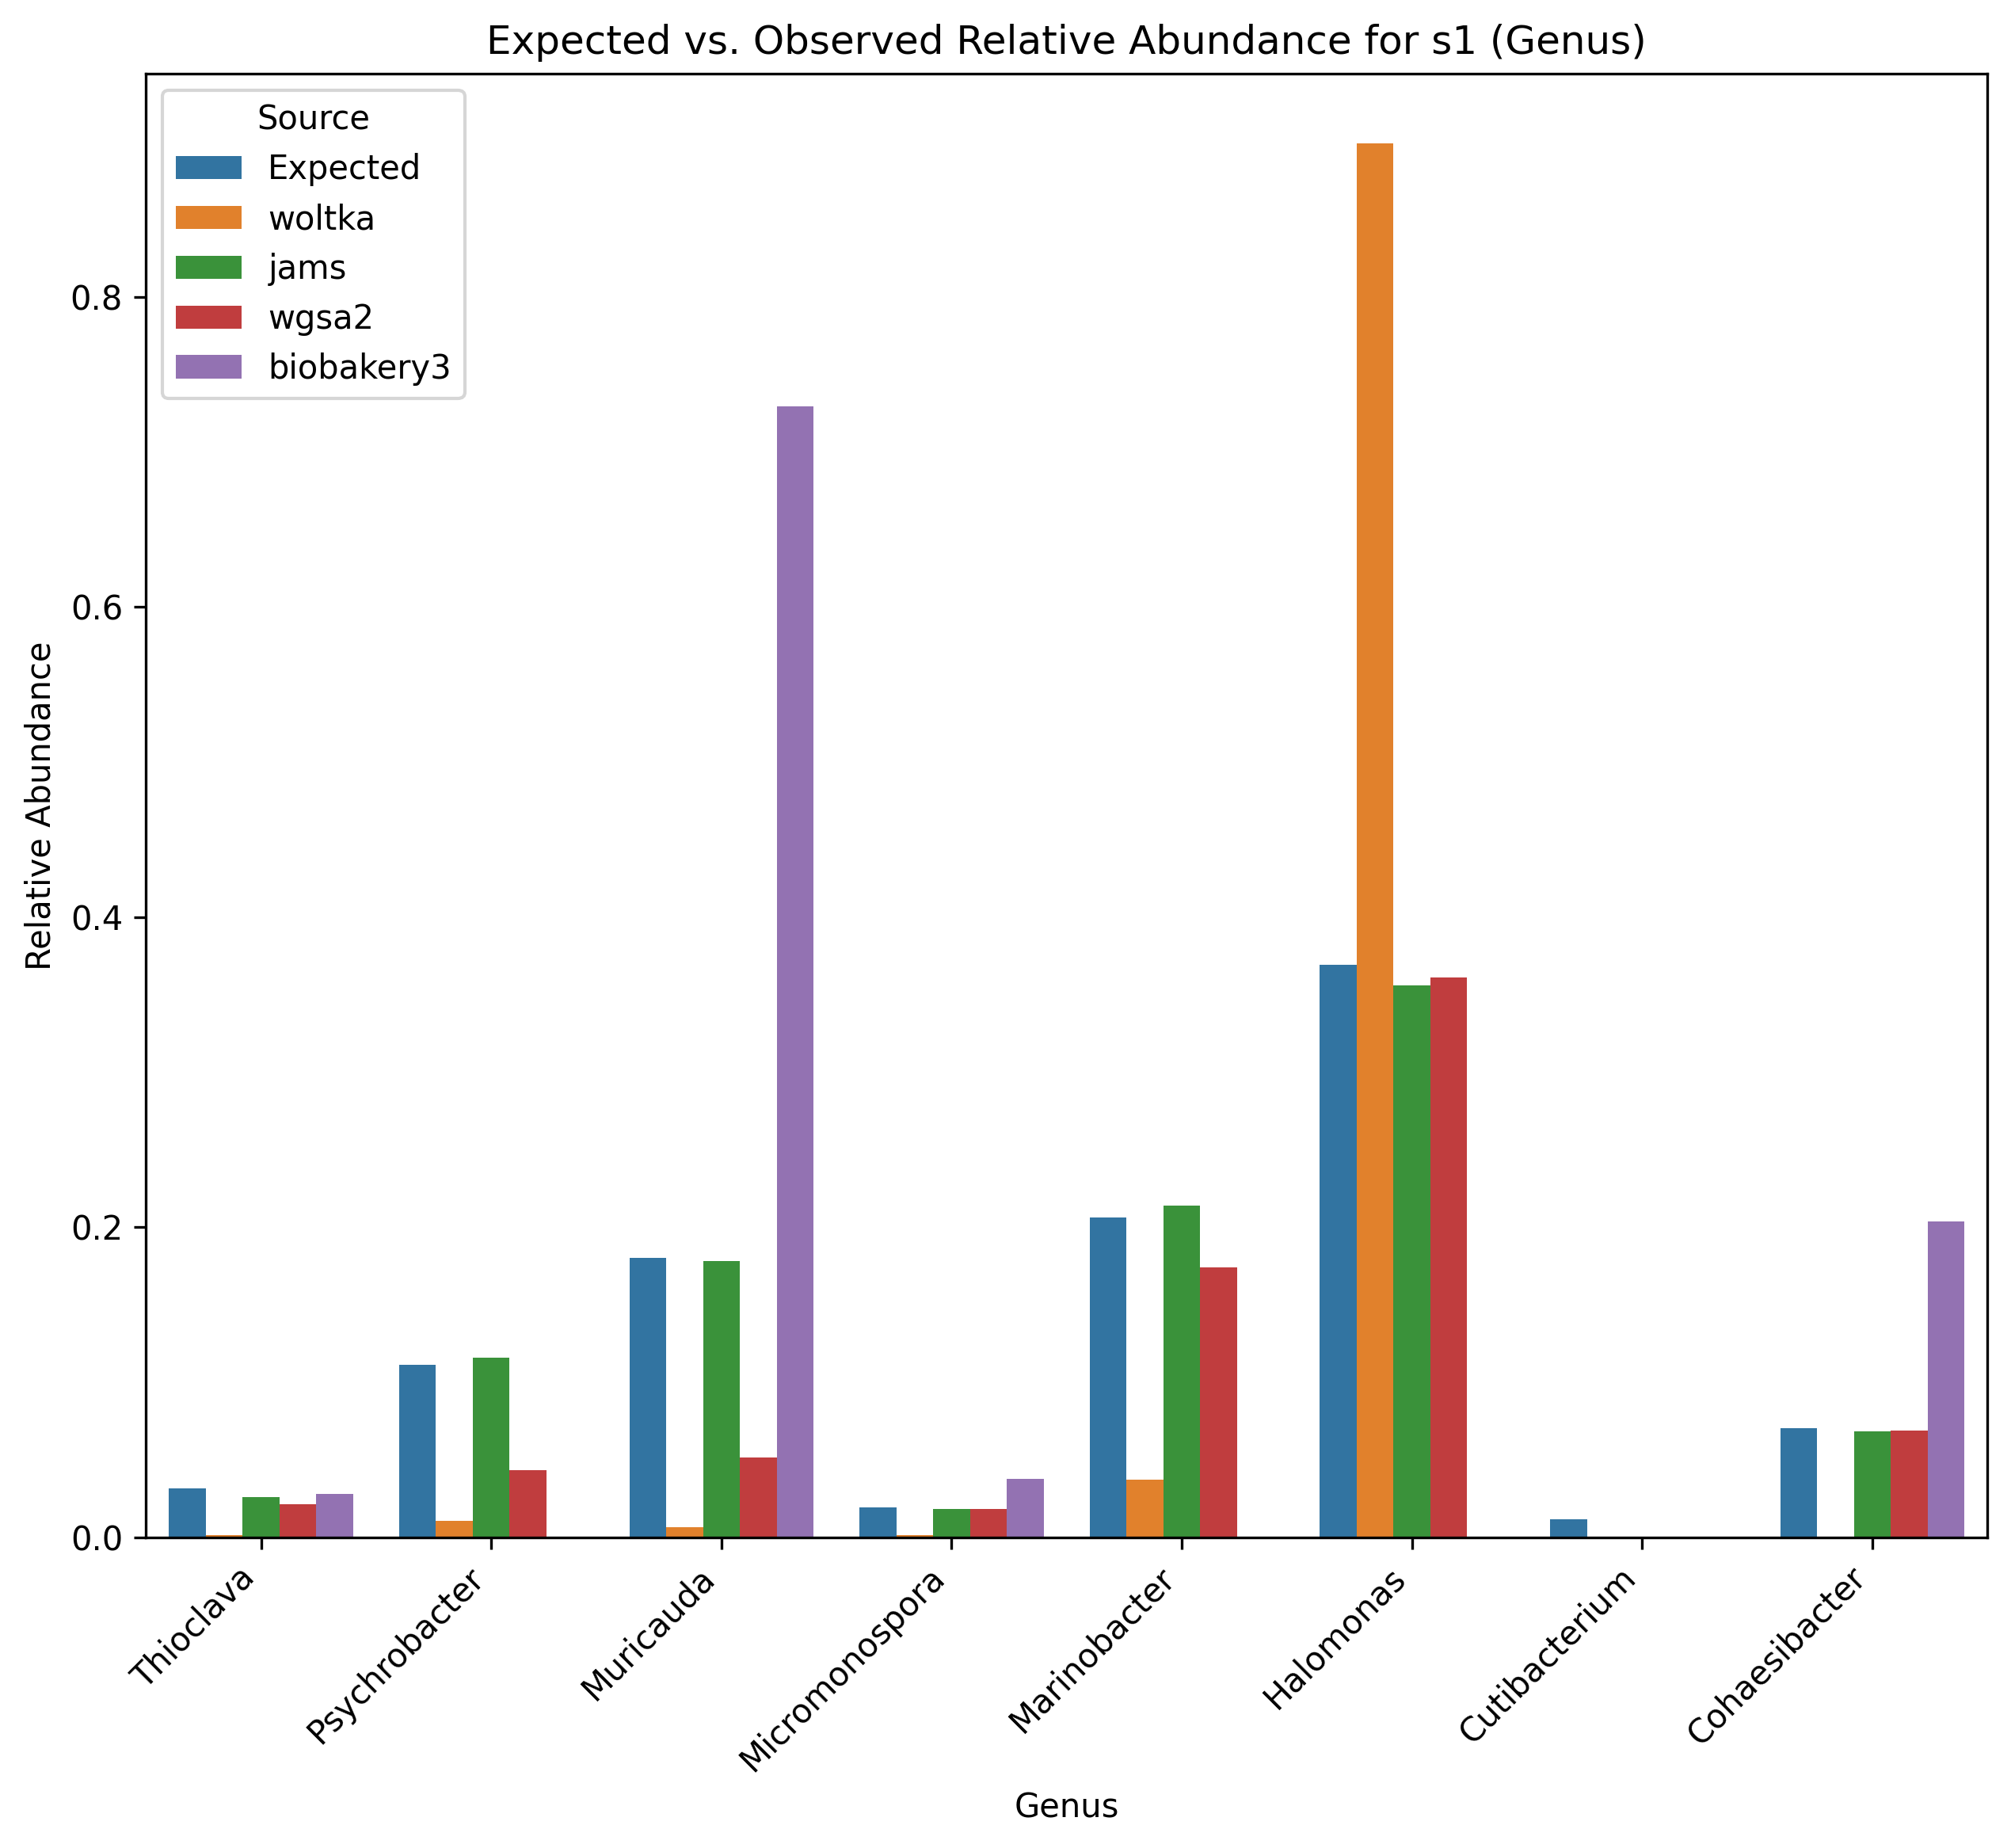 Expected vs. Observed Relative Abundance for s1 (Genus)
Source
Expected
woltka
jams
wgsa2
biobakery3
Relative Abundance
0.8
0.6
0.4
0.2
0.0
Thioclava
Psychrobacter
Muricauda
Micromonospora
Marinobacter
Halomonas
Cutibacterium
Cohaesibacter
Genus